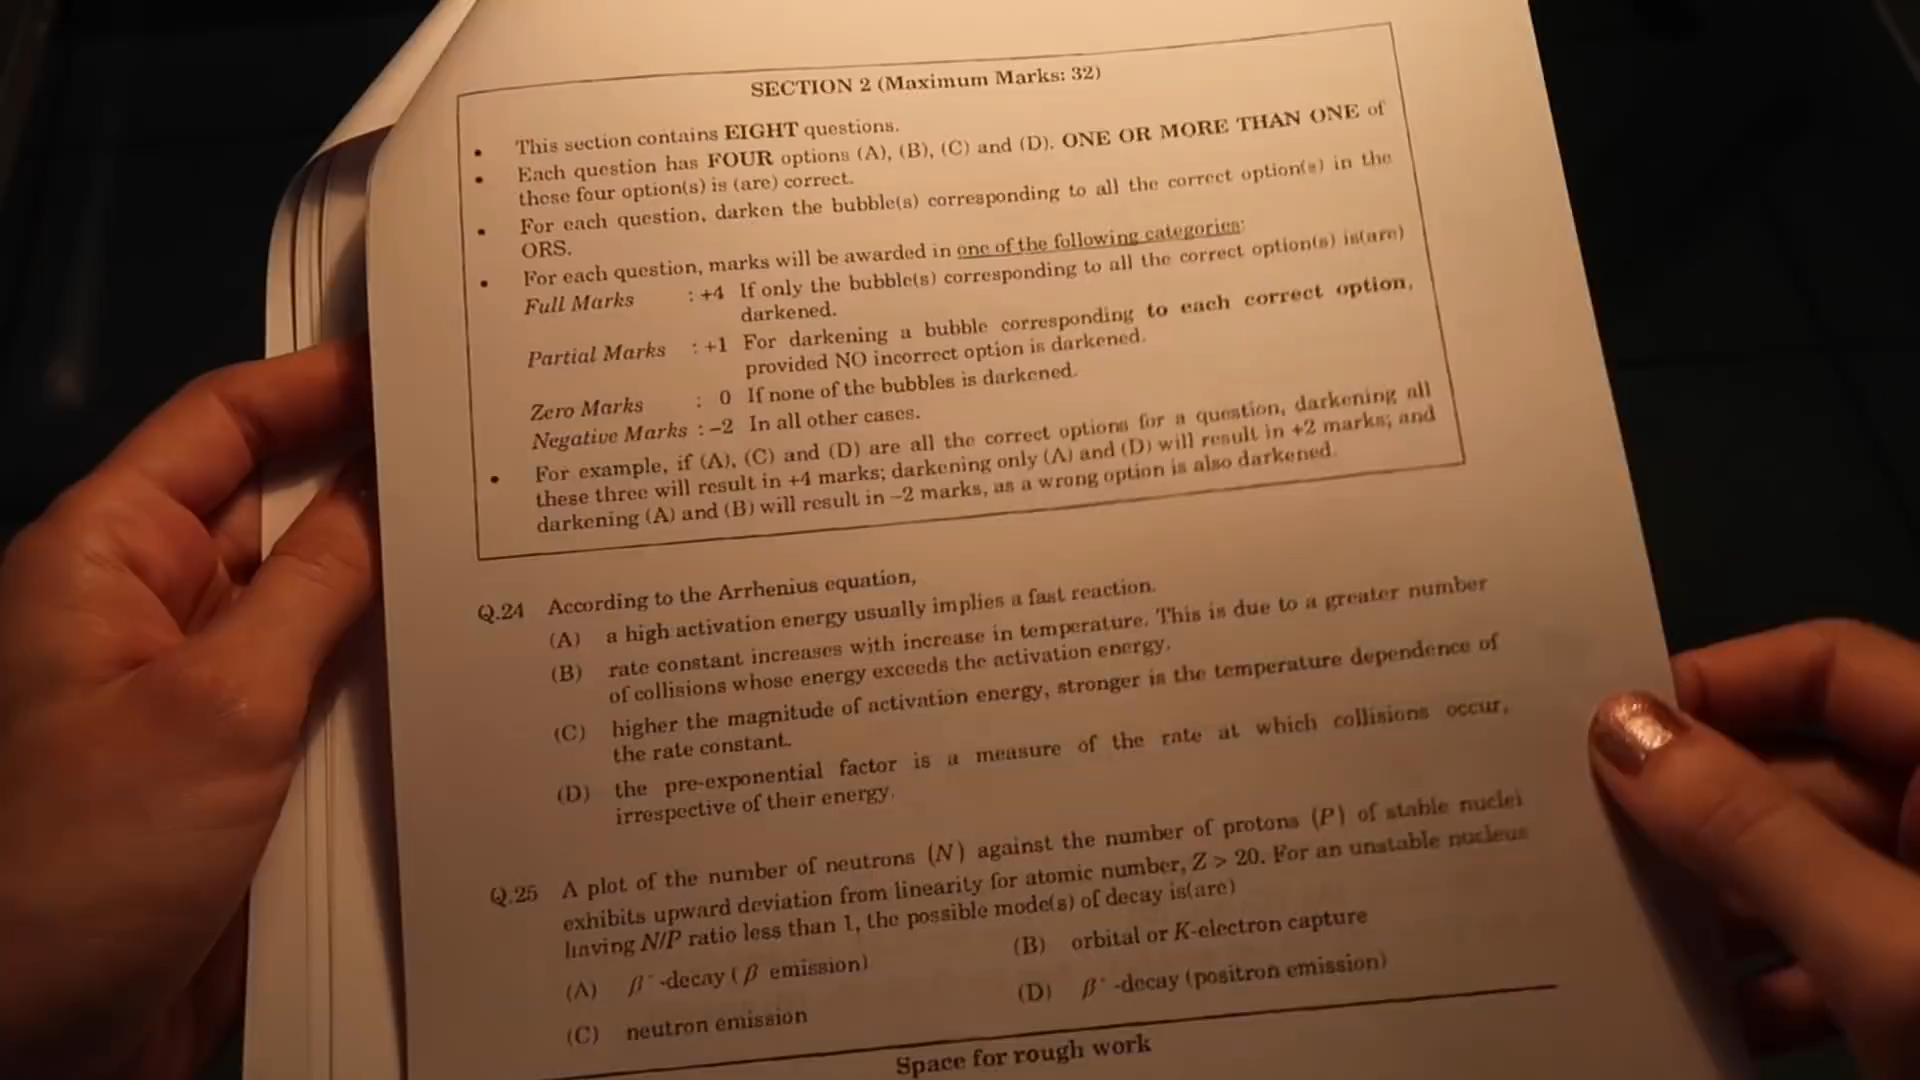 SECTION 2 (Maximum Marks: 32)
• This section contains EIGHT questions.
• Each question has FOUR options (A), (B), (C) and (D). ONE OR MORE THAN ONE of
these four option(s) is (are) correct.
• For each question, darken the bubble(s) corresponding to all the correct option(s) in the
ORS.
• For each question, marks will be awarded in one of the following categories:
Full Marks : +4 If only the bubble(s) corresponding to all the correct option(s) is(are)
darkened.
Partial Marks : +1 For darkening a bubble corresponding to each correct option,
provided NO incorrect option is darkened.
Zero Marks : 0 If none of the bubbles is darkened.
Negative Marks : −2 In all other cases.
• For example, if (A), (C) and (D) are all the correct options for a question, darkening all
these three will result in +4 marks; darkening only (A) and (D) will result in +2 marks; and
darkening (A) and (B) will result in −2 marks, as a wrong option is also darkened.
Q.24 According to the Arrhenius equation,
(A) a high activation energy usually implies a fast reaction.
(B) rate constant increases with increase in temperature. This is due to a greater number
of collisions whose energy exceeds the activation energy.
(C) higher the magnitude of activation energy, stronger is the temperature dependence of
the rate constant.
(D) the pre-exponential factor is a measure of the rate at which collisions occur,
irrespective of their energy.
Q.25 A plot of the number of neutrons (N) against the number of protons (P) of stable nuclei
exhibits upward deviation from linearity for atomic number, Z > 20. For an unstable nucleus
having N/P ratio less than 1, the possible mode(s) of decay is(are)
(A) β⁻-decay (β emission)
(B) orbital or K-electron capture
(C) neutron emission
(D) β⁺-decay (positron emission)
Space for rough work